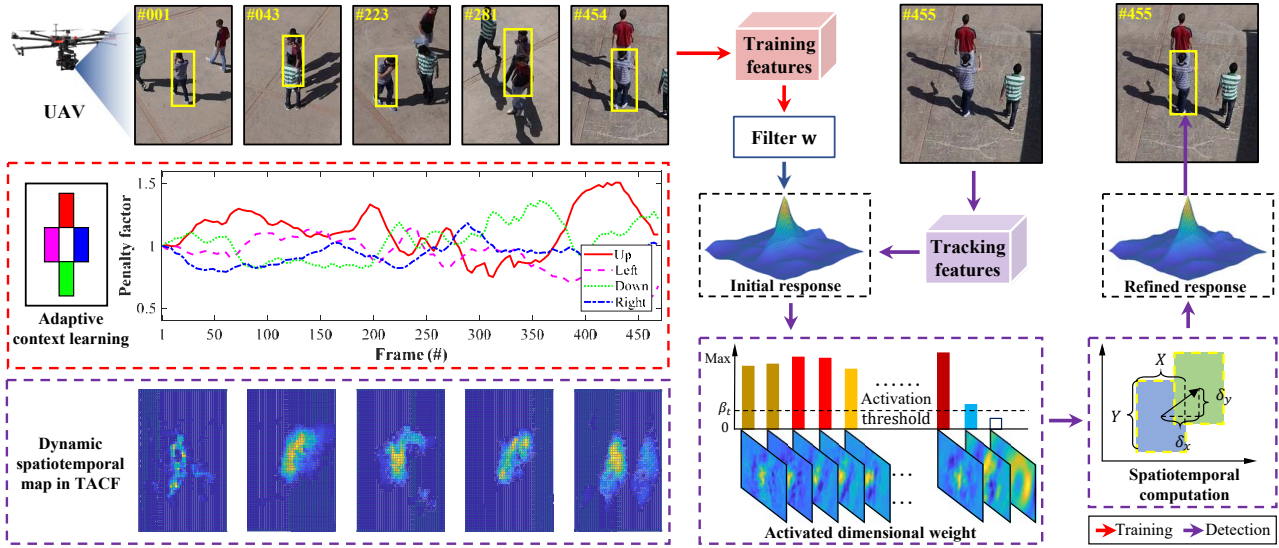 #001
#043
#223
#281
#454
UAV
Training
features
Filter w
#455
#455
Tracking
features
Initial response
Refined response
Adaptive
context learning
Penalty factor
1.5
1
0.5
1
50
100
150
200
250
300
350
400
450
Frame (#)
Up
Left
Down
Right
Dynamic
spatiotemporal
map in TACF
Max
βt
0
......
Activation
threshold
...
...
Activated dimensional weight
X
Y
δy
δx
Spatiotemporal
computation
Training
Detection